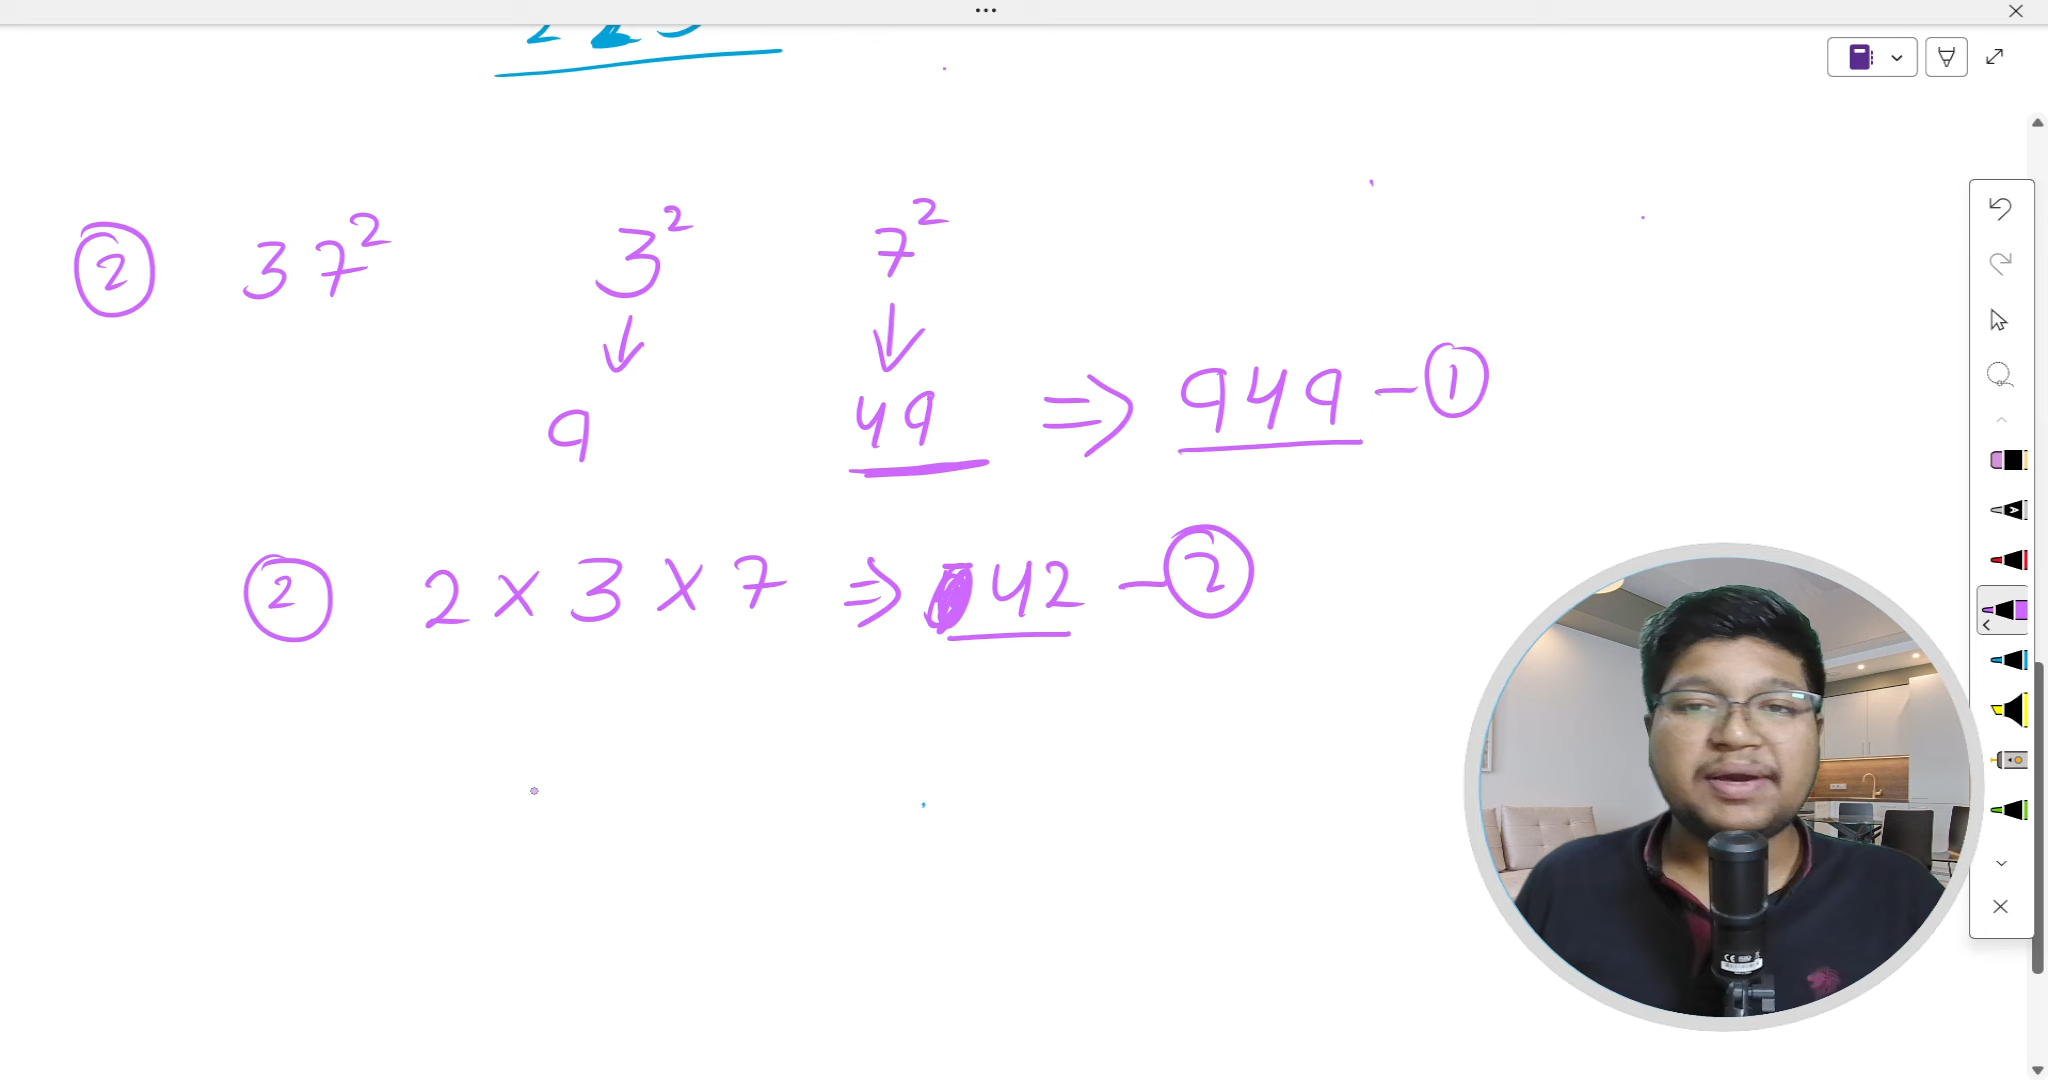 ② 37² 3² 7²
↓ ↓
9 49 ⇒ 949 - ①
② 2 × 3 × 7 ⇒ 42 - ②